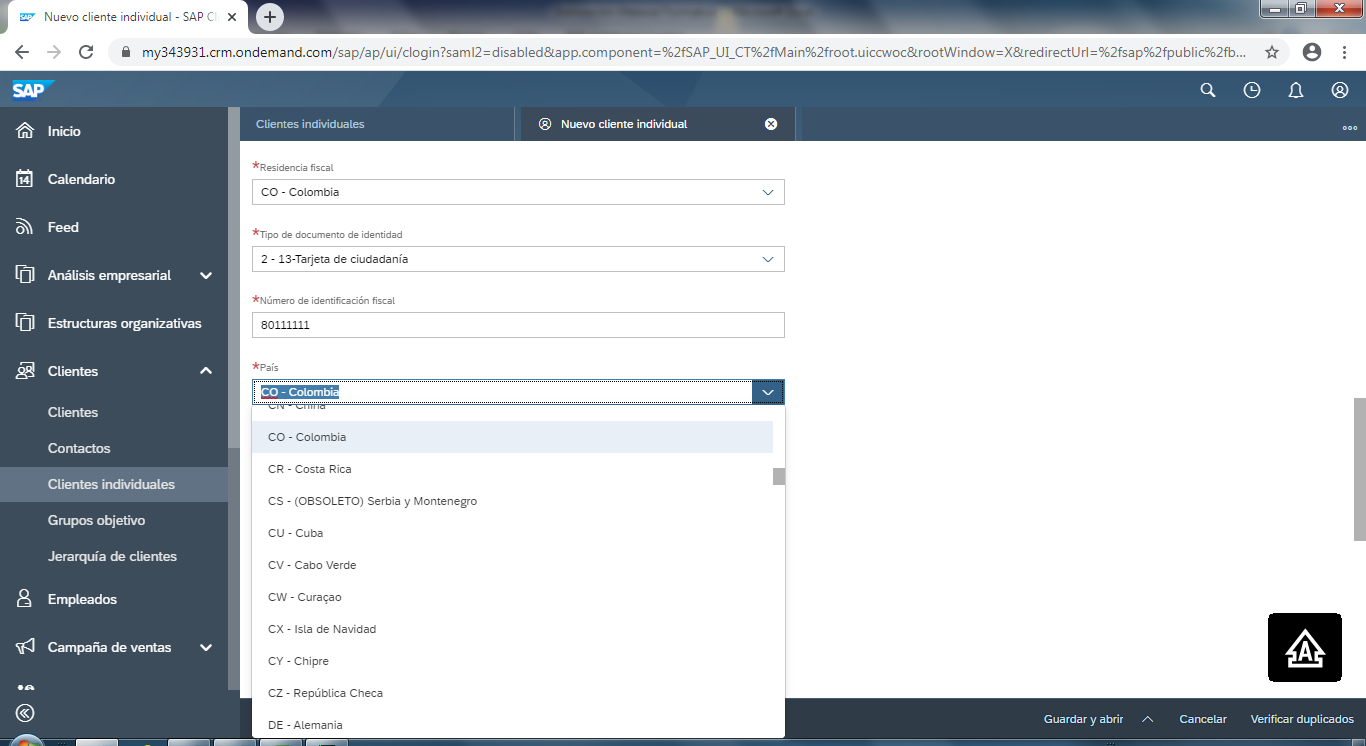 Nuevo cliente individual - SAP Cl
my343931.crm.ondemand.com/sap/ap/ui/clogin?saml2=disabled&app.component=%2fSAP_UI_CT%2fMain%2froot.uiccwoc&rootWindow=X&redirectUrl=%2fsap%2fpublic%2fb...
SAP
Inicio
14
Calendario
Feed
Análisis empresarial
Estructuras organizativas
Clientes
Clientes
Contactos
Clientes individuales
Grupos objetivo
Jerarquía de clientes
Empleados
Campaña de ventas
Clientes individuales
Nuevo cliente individual
*Residencia fiscal
CO - Colombia
*Tipo de documento de identidad
2 - 13-Tarjeta de ciudadanía
*Número de identificación fiscal
80111111
*País
CO - Colombia
CN - China
CO - Colombia
CR - Costa Rica
CS - (OBSOLETO) Serbia y Montenegro
CU - Cuba
CV - Cabo Verde
CW - Curaçao
CX - Isla de Navidad
CY - Chipre
CZ - República Checa
DE - Alemania
A
Guardar y abrir
Cancelar
Verificar duplicados